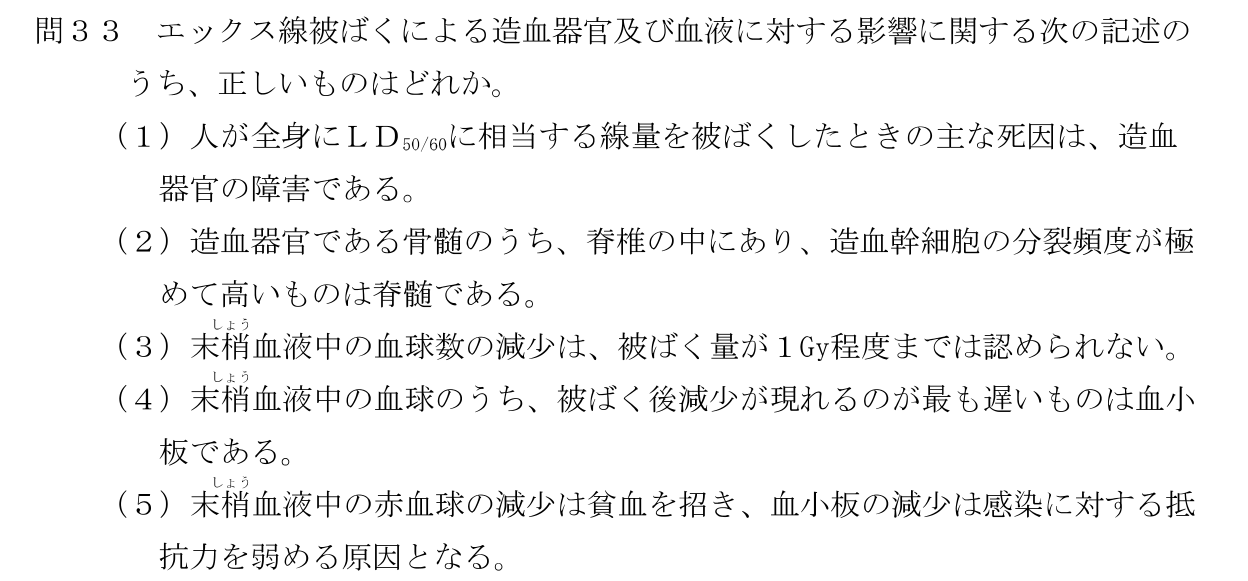 問３３　エックス線被ばくによる造血器官及び血液に対する影響に関する次の記述の
うち、正しいものはどれか。
（１）人が全身にＬＤ50/60に相当する線量を被ばくしたときの主な死因は、造血
器官の障害である。
（２）造血器官である骨髄のうち、脊椎の中にあり、造血幹細胞の分裂頻度が極
めて高いものは脊髄である。
しょう
（３）末梢血液中の血球数の減少は、被ばく量が１Gy程度までは認められない。
しょう
（４）末梢血液中の血球のうち、被ばく後減少が現れるのが最も遅いものは血小
板である。
しょう
（５）末梢血液中の赤血球の減少は貧血を招き、血小板の減少は感染に対する抵
抗力を弱める原因となる。